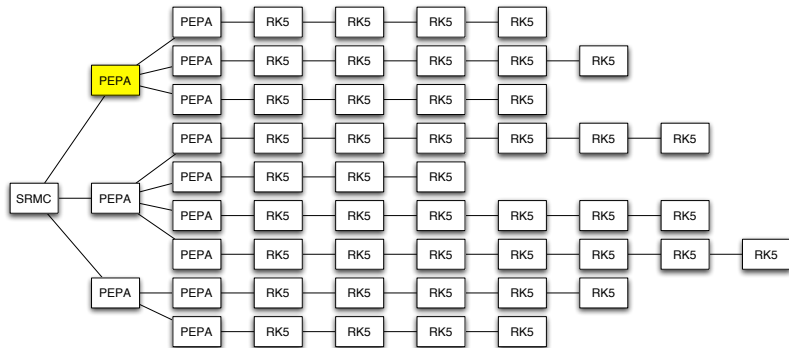 PEPA RK5 RK5 RK5 RK5
PEPA RK5 RK5 RK5 RK5 RK5
PEPA
PEPA RK5 RK5 RK5 RK5
PEPA RK5 RK5 RK5 RK5 RK5 RK5
PEPA RK5 RK5 RK5
SRMC PEPA
PEPA RK5 RK5 RK5 RK5 RK5 RK5
PEPA RK5 RK5 RK5 RK5 RK5 RK5 RK5
PEPA PEPA RK5 RK5 RK5 RK5 RK5
PEPA RK5 RK5 RK5 RK5